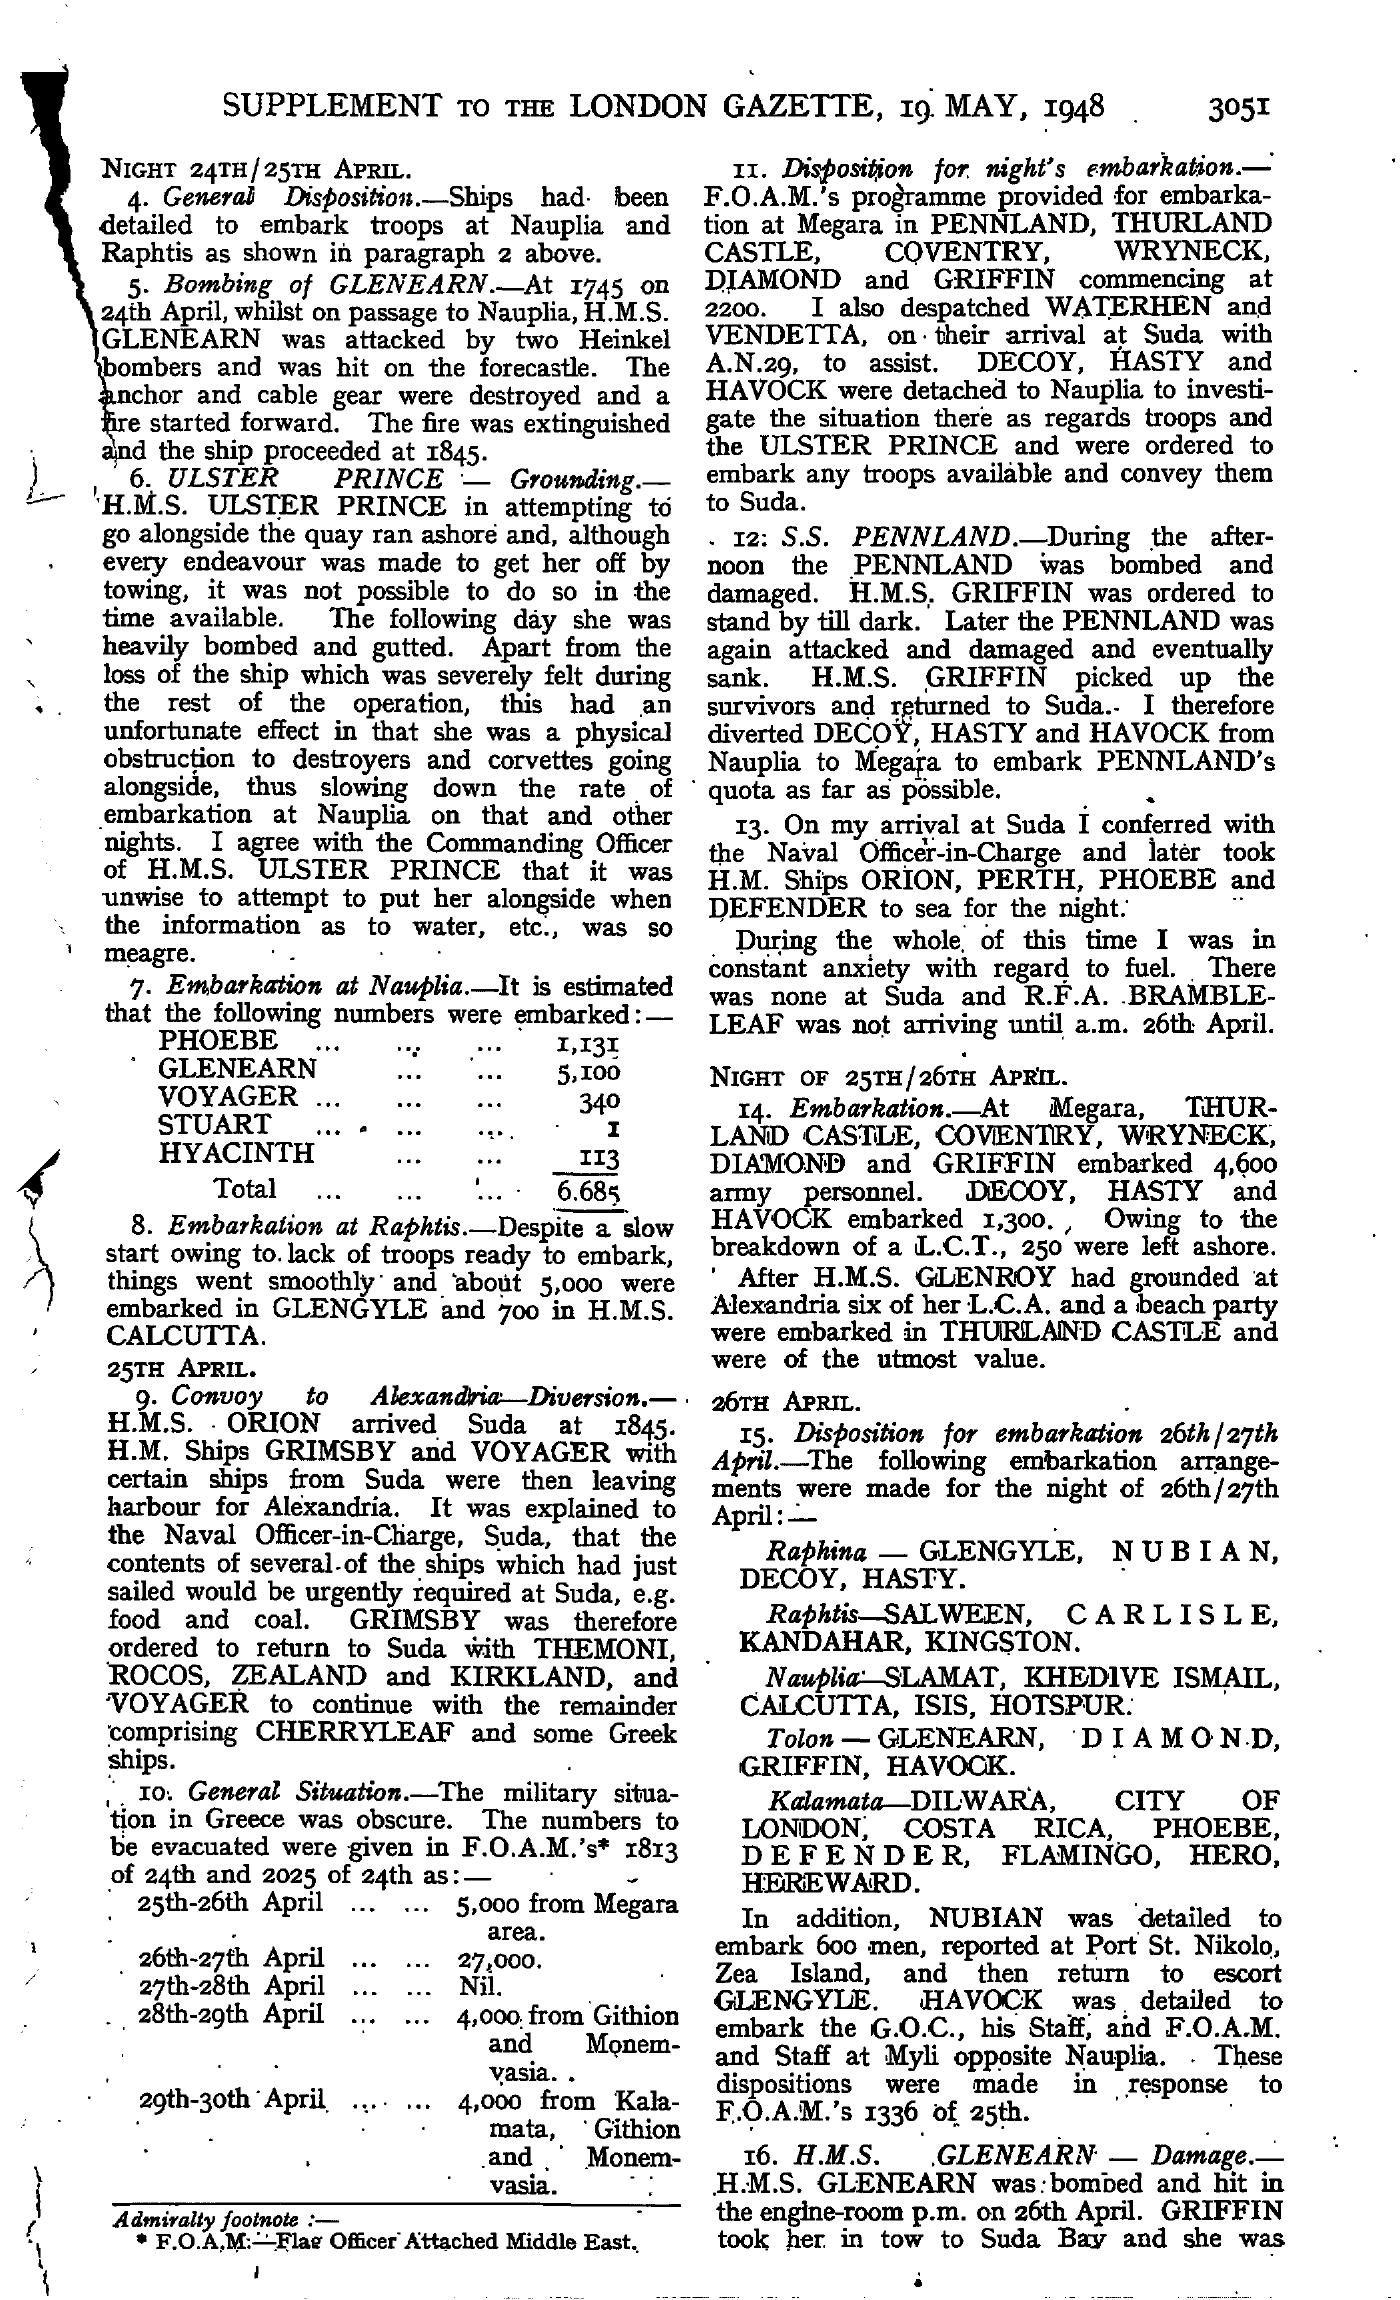 SUPPLEMENT TO THE LONDON GAZETTE, 19 MAY, 1948 3051
NIGHT 24TH/25TH APRIL.
4. General Disposition.—Ships had been
detailed to embark troops at Nauplia and
Raphtis as shown in paragraph 2 above.
5. Bombing of GLENEARN.—At 1745 on
24th April, whilst on passage to Nauplia, H.M.S.
GLENEARN was attacked by two Heinkel
bombers and was hit on the forecastle. The
anchor and cable gear were destroyed and a
fire started forward. The fire was extinguished
and the ship proceeded at 1845.
6. ULSTER PRINCE — Grounding.—
H.M.S. ULSTER PRINCE in attempting to
go alongside the quay ran ashore and, although
every endeavour was made to get her off by
towing, it was not possible to do so in the
time available. The following day she was
heavily bombed and gutted. Apart from the
loss of the ship which was severely felt during
the rest of the operation, this had an
unfortunate effect in that she was a physical
obstruction to destroyers and corvettes going
alongside, thus slowing down the rate of
embarkation at Nauplia on that and other
nights. I agree with the Commanding Officer
of H.M.S. ULSTER PRINCE that it was
unwise to attempt to put her alongside when
the information as to water, etc., was so
meagre.
7. Embarkation at Nauplia.—It is estimated
that the following numbers were embarked:—
PHOEBE ... ... ... 1,131
GLENEARN ... ... 5,100
VOYAGER ... ... ... 340
STUART ... ... ... 1
HYACINTH ... ... 113
Total ... ... ... 6.685
8. Embarkation at Raphtis.—Despite a slow
start owing to lack of troops ready to embark,
things went smoothly and about 5,000 were
embarked in GLENGYLE and 700 in H.M.S.
CALCUTTA.
25TH APRIL.
9. Convoy to Alexandria—Diversion.—
H.M.S. ORION arrived Suda at 1845.
H.M. Ships GRIMSBY and VOYAGER with
certain ships from Suda were then leaving
harbour for Alexandria. It was explained to
the Naval Officer-in-Charge, Suda, that the
contents of several of the ships which had just
sailed would be urgently required at Suda, e.g.
food and coal. GRIMSBY was therefore
ordered to return to Suda with THEMONI,
ROCOS, ZEALAND and KIRKLAND, and
VOYAGER to continue with the remainder
comprising CHERRYLEAF and some Greek
ships.
10. General Situation.—The military situa-
tion in Greece was obscure. The numbers to
be evacuated were given in F.O.A.M.'s* 1813
of 24th and 2025 of 24th as:—
25th-26th April ... ... 5,000 from Megara
area.
26th-27th April ... ... 27,000.
27th-28th April ... ... Nil.
28th-29th April ... ... 4,000 from Githion
and Monem-
vasia.
29th-30th April ... ... 4,000 from Kala-
mata, Githion
and Monem-
vasia.
Admiralty footnote :—
* F.O.A.M.—Flag Officer Attached Middle East.
11. Disposition for night's embarkation.—
F.O.A.M.'s programme provided for embarka-
tion at Megara in PENNLAND, THURLAND
CASTLE, COVENTRY, WRYNECK,
DIAMOND and GRIFFIN commencing at
2200. I also despatched WATERHEN and
VENDETTA, on their arrival at Suda with
A.N.29, to assist. DECOY, HASTY and
HAVOCK were detached to Nauplia to investi-
gate the situation there as regards troops and
the ULSTER PRINCE and were ordered to
embark any troops available and convey them
to Suda.
12. S.S. PENNLAND.—During the after-
noon the PENNLAND was bombed and
damaged. H.M.S. GRIFFIN was ordered to
stand by till dark. Later the PENNLAND was
again attacked and damaged and eventually
sank. H.M.S. GRIFFIN picked up the
survivors and returned to Suda. I therefore
diverted DECOY, HASTY and HAVOCK from
Nauplia to Megara to embark PENNLAND's
quota as far as possible.
13. On my arrival at Suda I conferred with
the Naval Officer-in-Charge and later took
H.M. Ships ORION, PERTH, PHOEBE and
DEFENDER to sea for the night.
During the whole of this time I was in
constant anxiety with regard to fuel. There
was none at Suda and R.F.A. BRAMBLE-
LEAF was not arriving until a.m. 26th April.
NIGHT OF 25TH/26TH APRIL.
14. Embarkation.—At Megara, THUR-
LAND CASTLE, COVENTRY, WRYNECK,
DIAMOND and GRIFFIN embarked 4,600
army personnel. DECOY, HASTY and
HAVOCK embarked 1,300. Owing to the
breakdown of a L.C.T., 250 were left ashore.
After H.M.S. GLENROY had grounded at
Alexandria six of her L.C.A. and a beach party
were embarked in THURLAND CASTLE and
were of the utmost value.
26TH APRIL.
15. Disposition for embarkation 26th/27th
April.—The following embarkation arrange-
ments were made for the night of 26th/27th
April:—
Raphina — GLENGYLE, NUBIAN,
DECOY, HASTY.
Raphtis—SALWEEN, CARLISLE,
KANDAHAR, KINGSTON.
Nauplia—SLAMAT, KHEDIVE ISMAIL,
CALCUTTA, ISIS, HOTSPUR.
Tolon — GLENEARN, DIAMOND,
GRIFFIN, HAVOCK.
Kalamata—DILWARA, CITY OF
LONDON, COSTA RICA, PHOEBE,
DEFENDER, FLAMINGO, HERO,
HEREWARD.
In addition, NUBIAN was detailed to
embark 600 men, reported at Port St. Nikolo,
Zea Island, and then return to escort
GLENGYLE. HAVOCK was detailed to
embark the G.O.C., his Staff, and F.O.A.M.
and Staff at Myli opposite Nauplia. These
dispositions were made in response to
F.O.A.M.'s 1336 of 25th.
16. H.M.S. GLENEARN — Damage.—
H.M.S. GLENEARN was bombed and hit in
the engine-room p.m. on 26th April. GRIFFIN
took her in tow to Suda Bay and she was